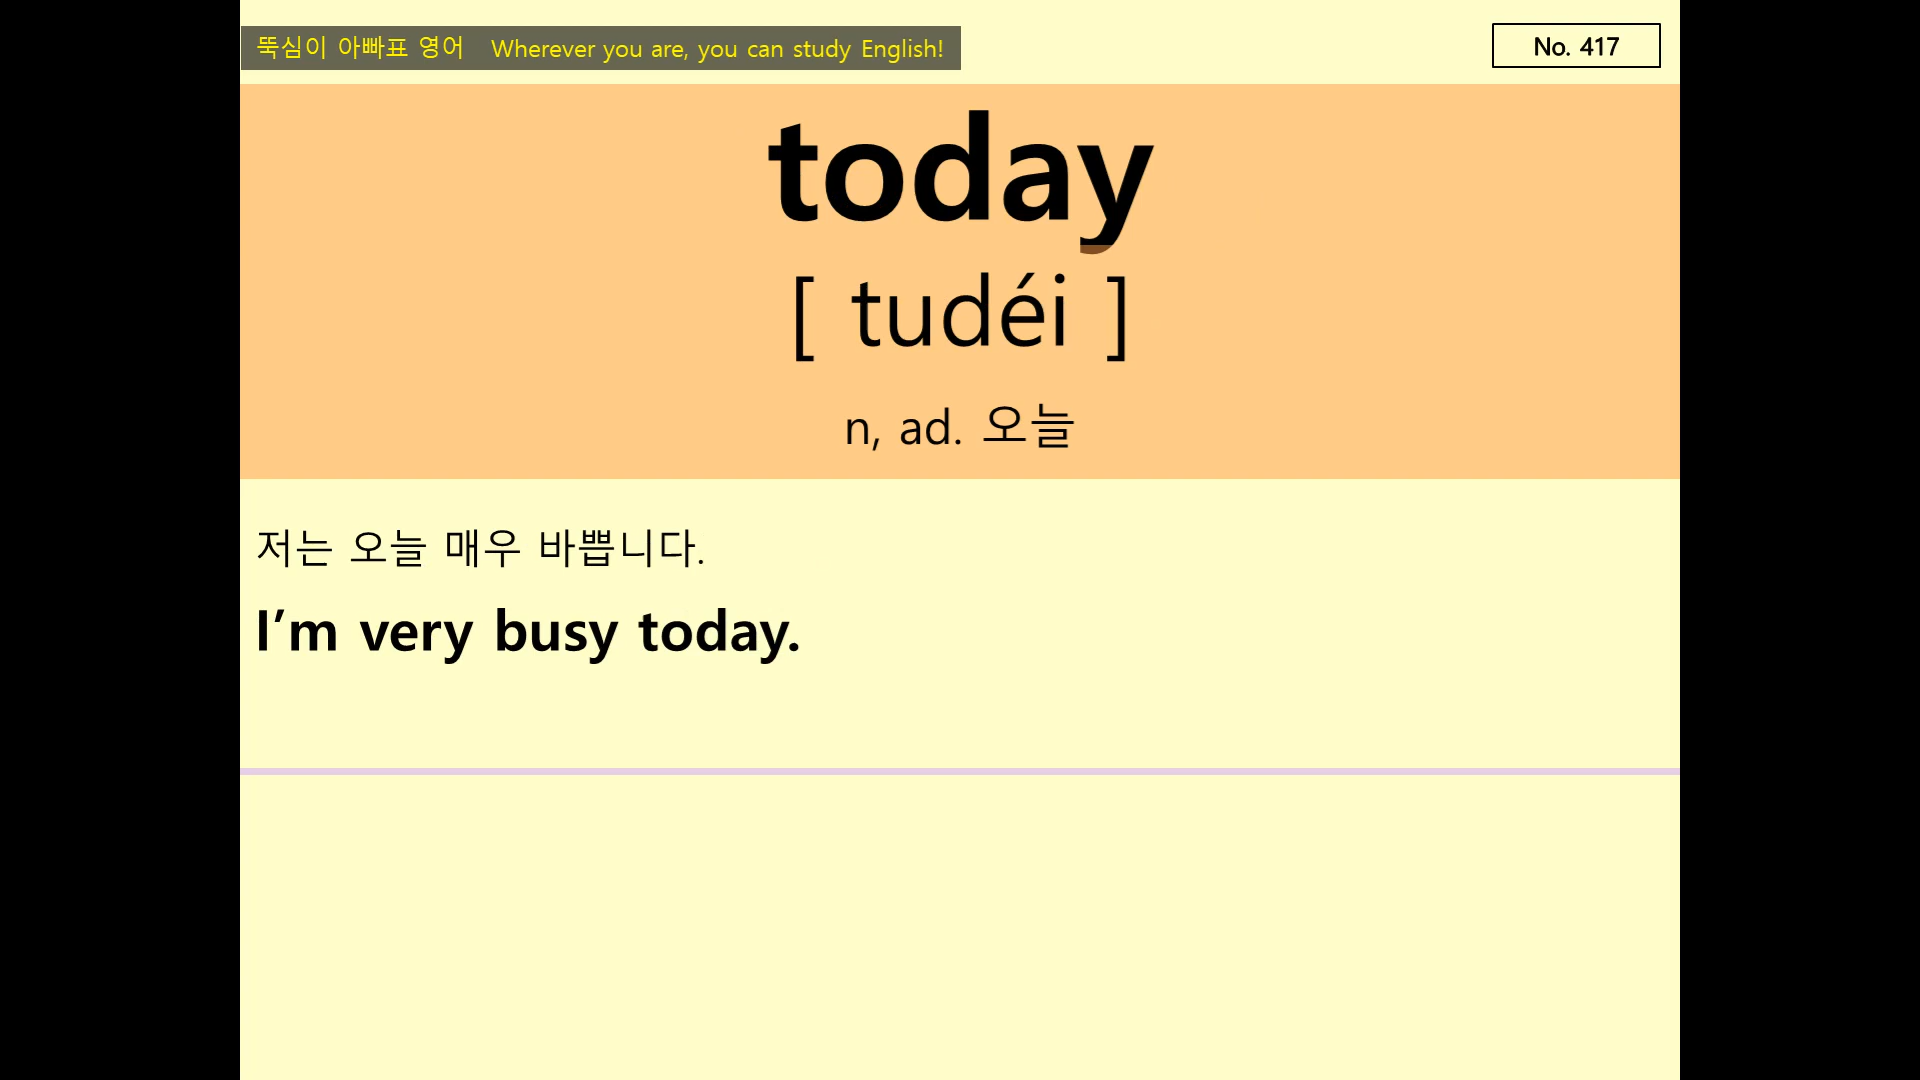 뚝심이 아빠표 영어 Wherever you are, you can study English!
No. 417
today
[ tudéi ]
n, ad. 오늘
저는 오늘 매우 바쁩니다.
I’m very busy today.